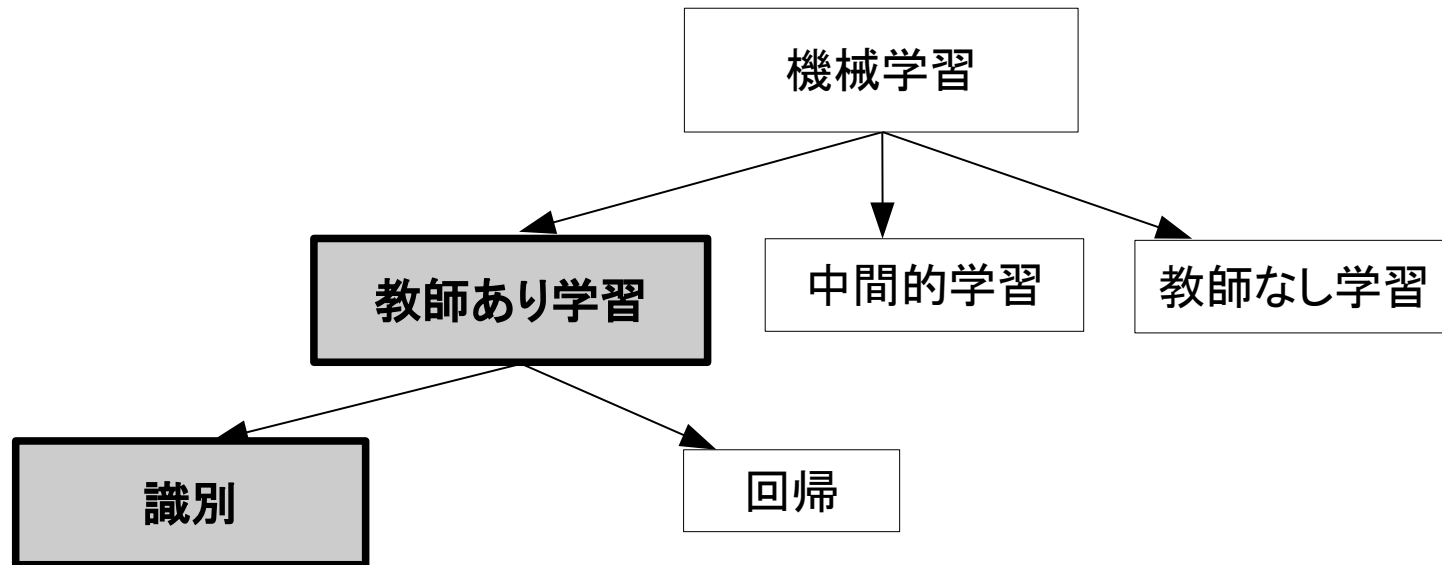 機械学習
教師あり学習
中間的学習
教師なし学習
識別
回帰